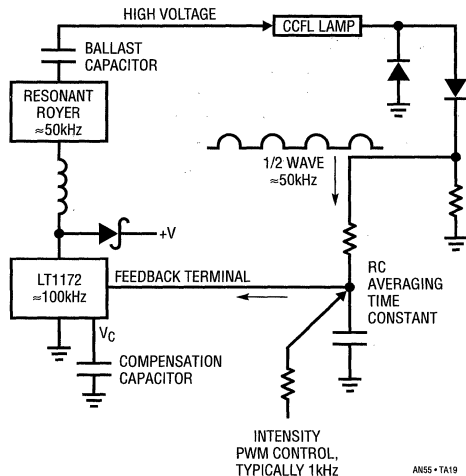 HIGH VOLTAGE
CCFL LAMP
BALLAST
CAPACITOR
RESONANT
ROYER
≈50kHz
1/2 WAVE
≈50kHz
+V
LT1172
≈100kHz
FEEDBACK TERMINAL
RC
AVERAGING
TIME
CONSTANT
VC
COMPENSATION
CAPACITOR
INTENSITY
PWM CONTROL,
TYPICALLY 1kHz
AN55 • TA19